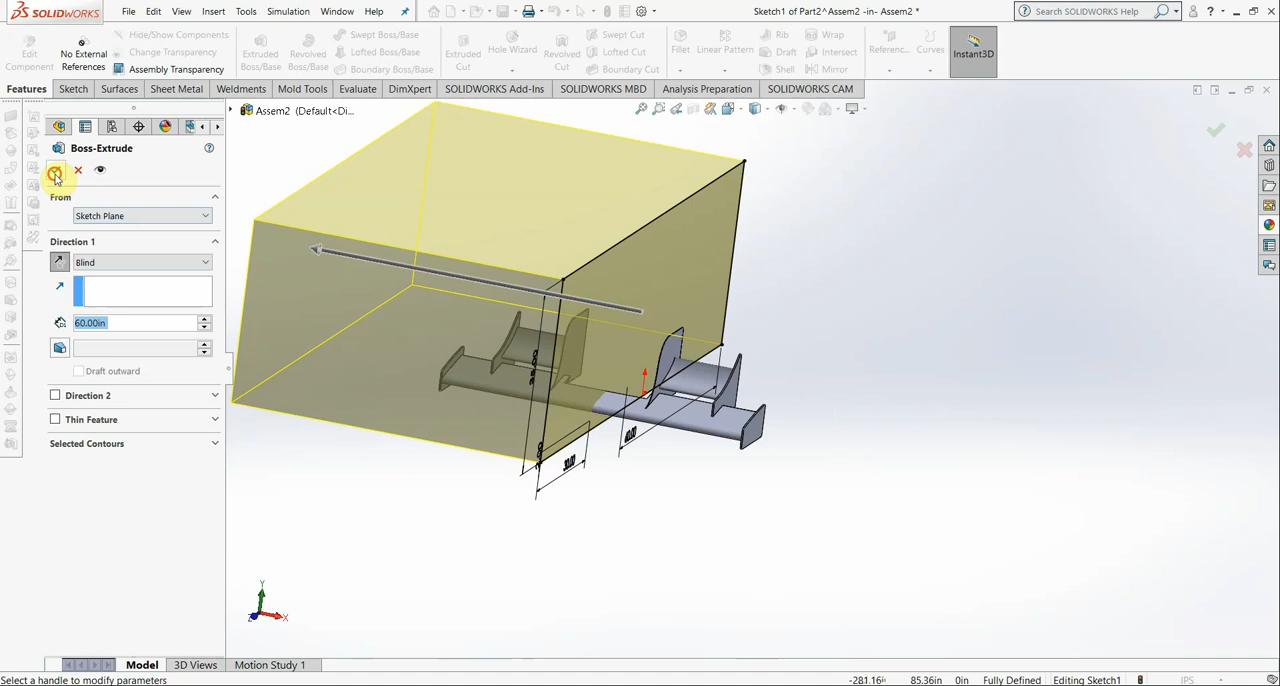 SOLIDWORKS File Edit View Insert Tools Simulation Window Help Sketch1 of Part2^Assem2 -in- Assem2 * Search SOLIDWORKS Help ?
Edit Component
No External References
Hide/Show Components
Change Transparency
Assembly Transparency
Extruded Boss/Base
Revolved Boss/Base
Swept Boss/Base
Lofted Boss/Base
Boundary Boss/Base
Extruded Cut
Hole Wizard
Revolved Cut
Swept Cut
Lofted Cut
Boundary Cut
Fillet
Linear Pattern
Rib
Draft
Shell
Wrap
Intersect
Mirror
Referenc...
Curves
Instant3D
Features Sketch Surfaces Sheet Metal Weldments Mold Tools Evaluate DimXpert SOLIDWORKS Add-Ins SOLIDWORKS MBD Analysis Preparation SOLIDWORKS CAM
Assem2 (Default<Di...
Boss-Extrude
From
Sketch Plane
Direction 1
Blind
60.00in
Draft outward
Direction 2
Thin Feature
Selected Contours
60.00
30.00
Y
X
Z
Model 3D Views Motion Study 1
Select a handle to modify parameters -281.16in 85.36in 0in Fully Defined Editing Sketch1 IPS